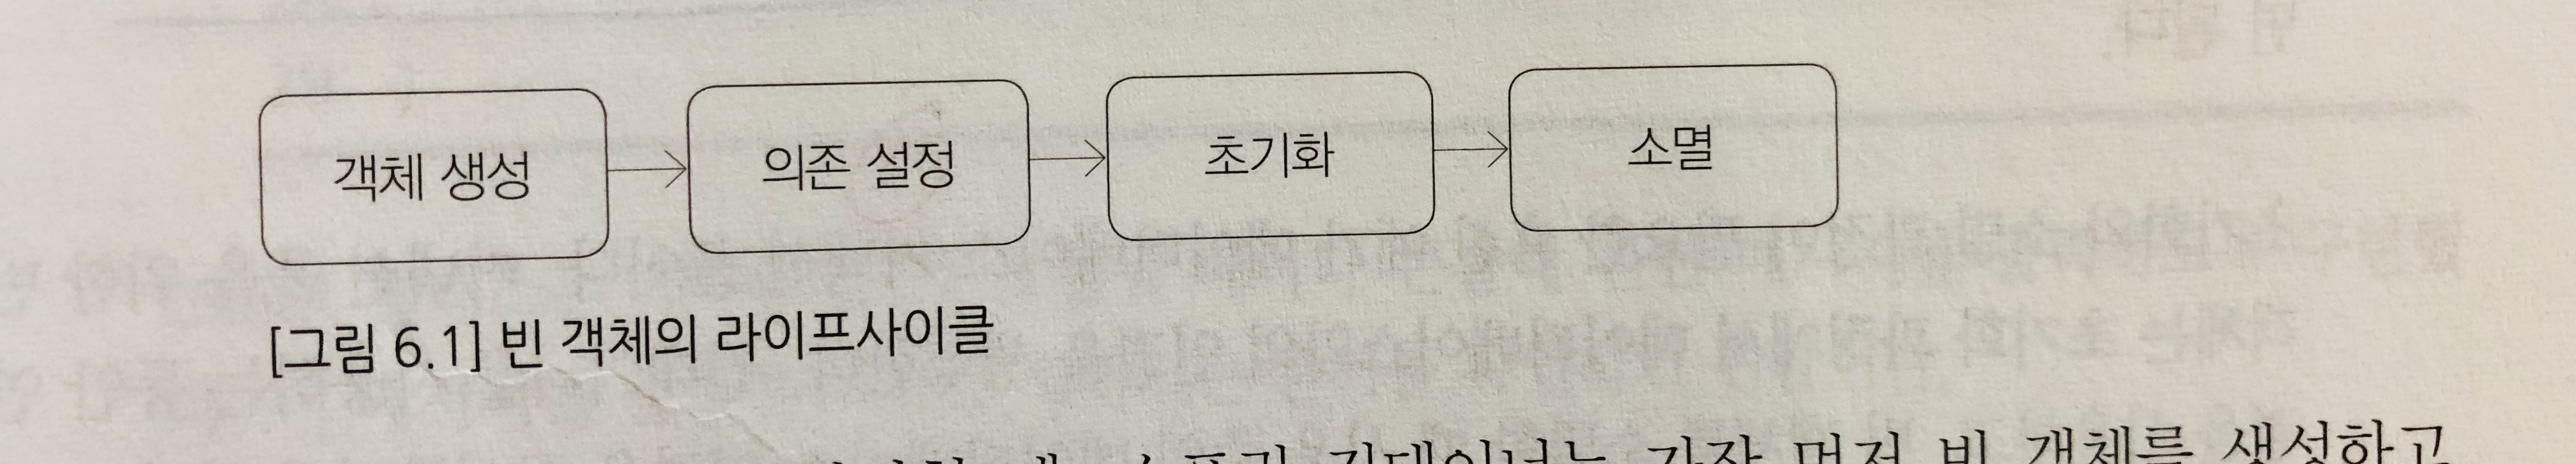 객체 생성
의존 설정
초기화
소멸
[그림 6.1] 빈 객체의 라이프사이클
가장 먼저 빈 객체를 생성하고